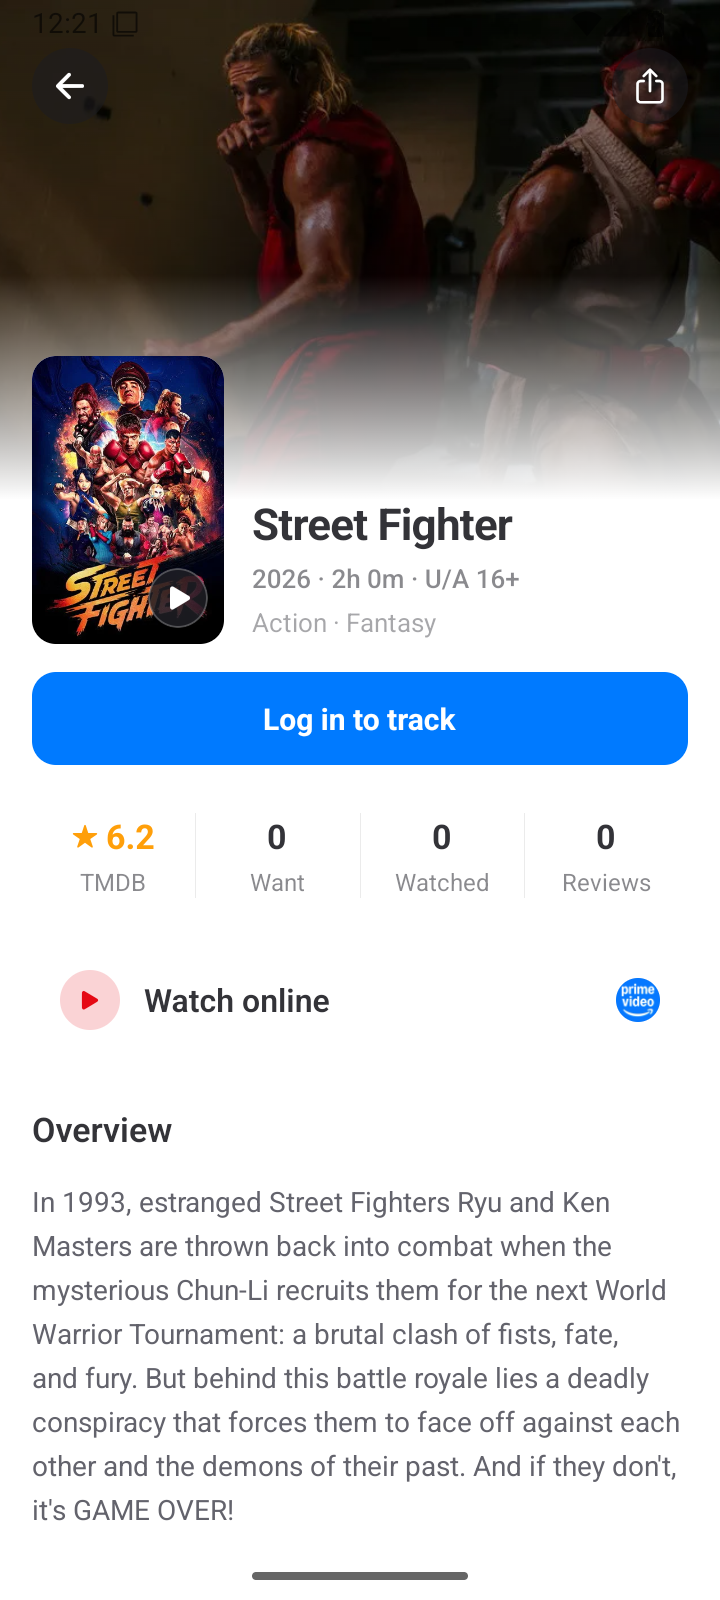 12:21
STREET
FIGHTER
Street Fighter
2026 · 2h 0m · U/A 16+
Action · Fantasy
Log in to track
★ 6.2
TMDB
0
Want
0
Watched
0
Reviews
Watch online
prime
video
Overview
In 1993, estranged Street Fighters Ryu and Ken
Masters are thrown back into combat when the
mysterious Chun-Li recruits them for the next World
Warrior Tournament: a brutal clash of fists, fate,
and fury. But behind this battle royale lies a deadly
conspiracy that forces them to face off against each
other and the demons of their past. And if they don't,
it's GAME OVER!